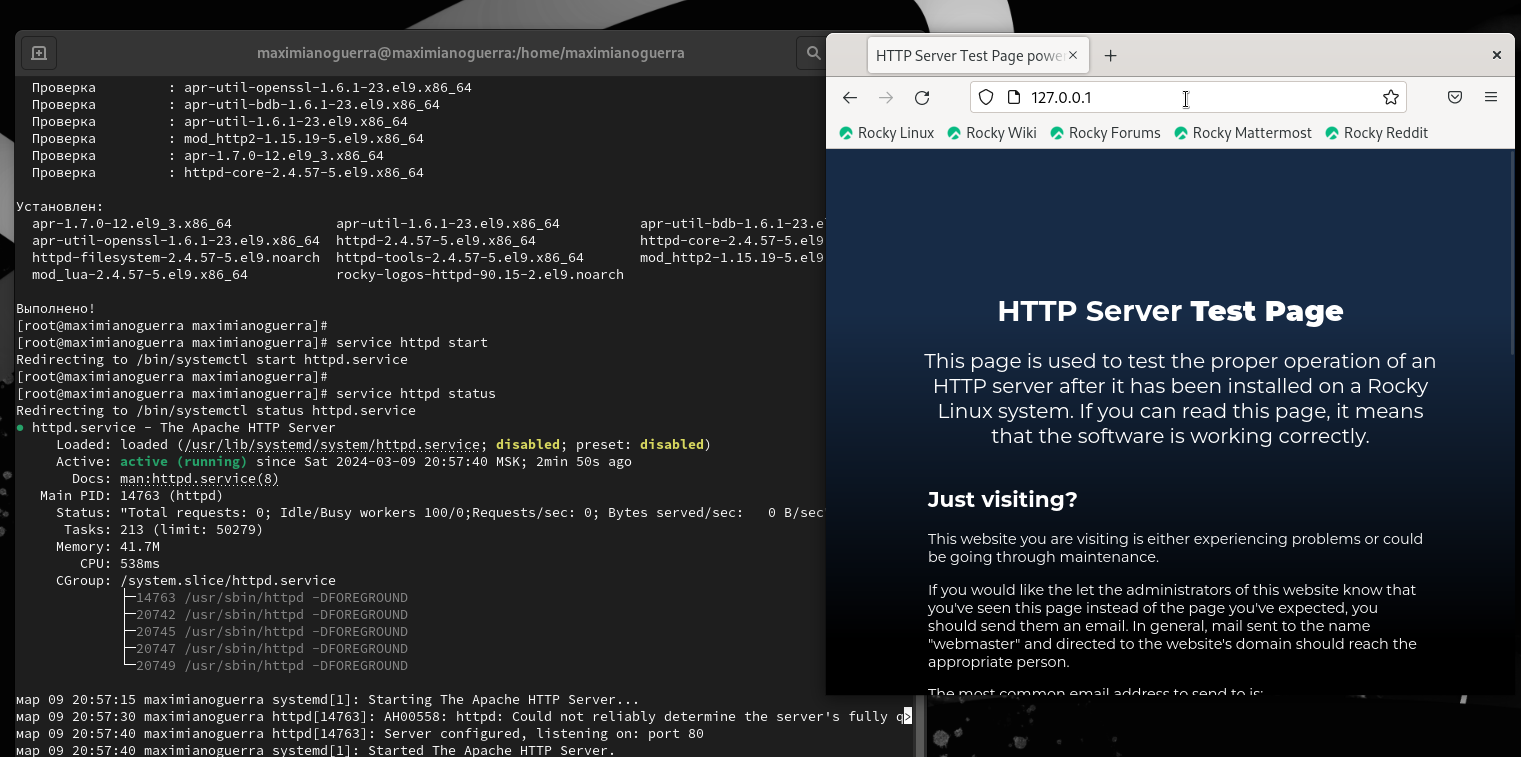 maximianoguerra@maximianoguerra:/home/maximianoguerra
Проверка : apr-util-openssl-1.6.1-23.el9.x86_64
Проверка : apr-util-bdb-1.6.1-23.el9.x86_64
Проверка : apr-util-1.6.1-23.el9.x86_64
Проверка : mod_http2-1.15.19-5.el9.x86_64
Проверка : apr-1.7.0-12.el9_3.x86_64
Проверка : httpd-core-2.4.57-5.el9.x86_64
Установлен:
apr-1.7.0-12.el9_3.x86_64 apr-util-1.6.1-23.el9.x86_64 apr-util-bdb-1.6.1-23.e
apr-util-openssl-1.6.1-23.el9.x86_64 httpd-2.4.57-5.el9.x86_64 httpd-core-2.4.57-5.el9
httpd-filesystem-2.4.57-5.el9.noarch httpd-tools-2.4.57-5.el9.x86_64 mod_http2-1.15.19-5.el9
mod_lua-2.4.57-5.el9.x86_64 rocky-logos-httpd-90.15-2.el9.noarch
Выполнено!
[root@maximianoguerra maximianoguerra]#
[root@maximianoguerra maximianoguerra]# service httpd start
Redirecting to /bin/systemctl start httpd.service
[root@maximianoguerra maximianoguerra]#
[root@maximianoguerra maximianoguerra]# service httpd status
Redirecting to /bin/systemctl status httpd.service
● httpd.service - The Apache HTTP Server
Loaded: loaded (/usr/lib/systemd/system/httpd.service; disabled; preset: disabled)
Active: active (running) since Sat 2024-03-09 20:57:40 MSK; 2min 50s ago
Docs: man:httpd.service(8)
Main PID: 14763 (httpd)
Status: "Total requests: 0; Idle/Busy workers 100/0;Requests/sec: 0; Bytes served/sec: 0 B/sec
Tasks: 213 (limit: 50279)
Memory: 41.7M
CPU: 538ms
CGroup: /system.slice/httpd.service
├─14763 /usr/sbin/httpd -DFOREGROUND
├─20742 /usr/sbin/httpd -DFOREGROUND
├─20745 /usr/sbin/httpd -DFOREGROUND
├─20747 /usr/sbin/httpd -DFOREGROUND
└─20749 /usr/sbin/httpd -DFOREGROUND
мар 09 20:57:15 maximianoguerra systemd[1]: Starting The Apache HTTP Server...
мар 09 20:57:30 maximianoguerra httpd[14763]: AH00558: httpd: Could not reliably determine the server's fully q>
мар 09 20:57:40 maximianoguerra httpd[14763]: Server configured, listening on: port 80
мар 09 20:57:40 maximianoguerra systemd[1]: Started The Apache HTTP Server.
HTTP Server Test Page powe
127.0.0.1
Rocky Linux Rocky Wiki Rocky Forums Rocky Mattermost Rocky Reddit
HTTP Server Test Page
This page is used to test the proper operation of an
HTTP server after it has been installed on a Rocky
Linux system. If you can read this page, it means
that the software is working correctly.
Just visiting?
This website you are visiting is either experiencing problems or could
be going through maintenance.
If you would like the let the administrators of this website know that
you've seen this page instead of the page you've expected, you
should send them an email. In general, mail sent to the name
"webmaster" and directed to the website's domain should reach the
appropriate person.
The most common email address to send to is: